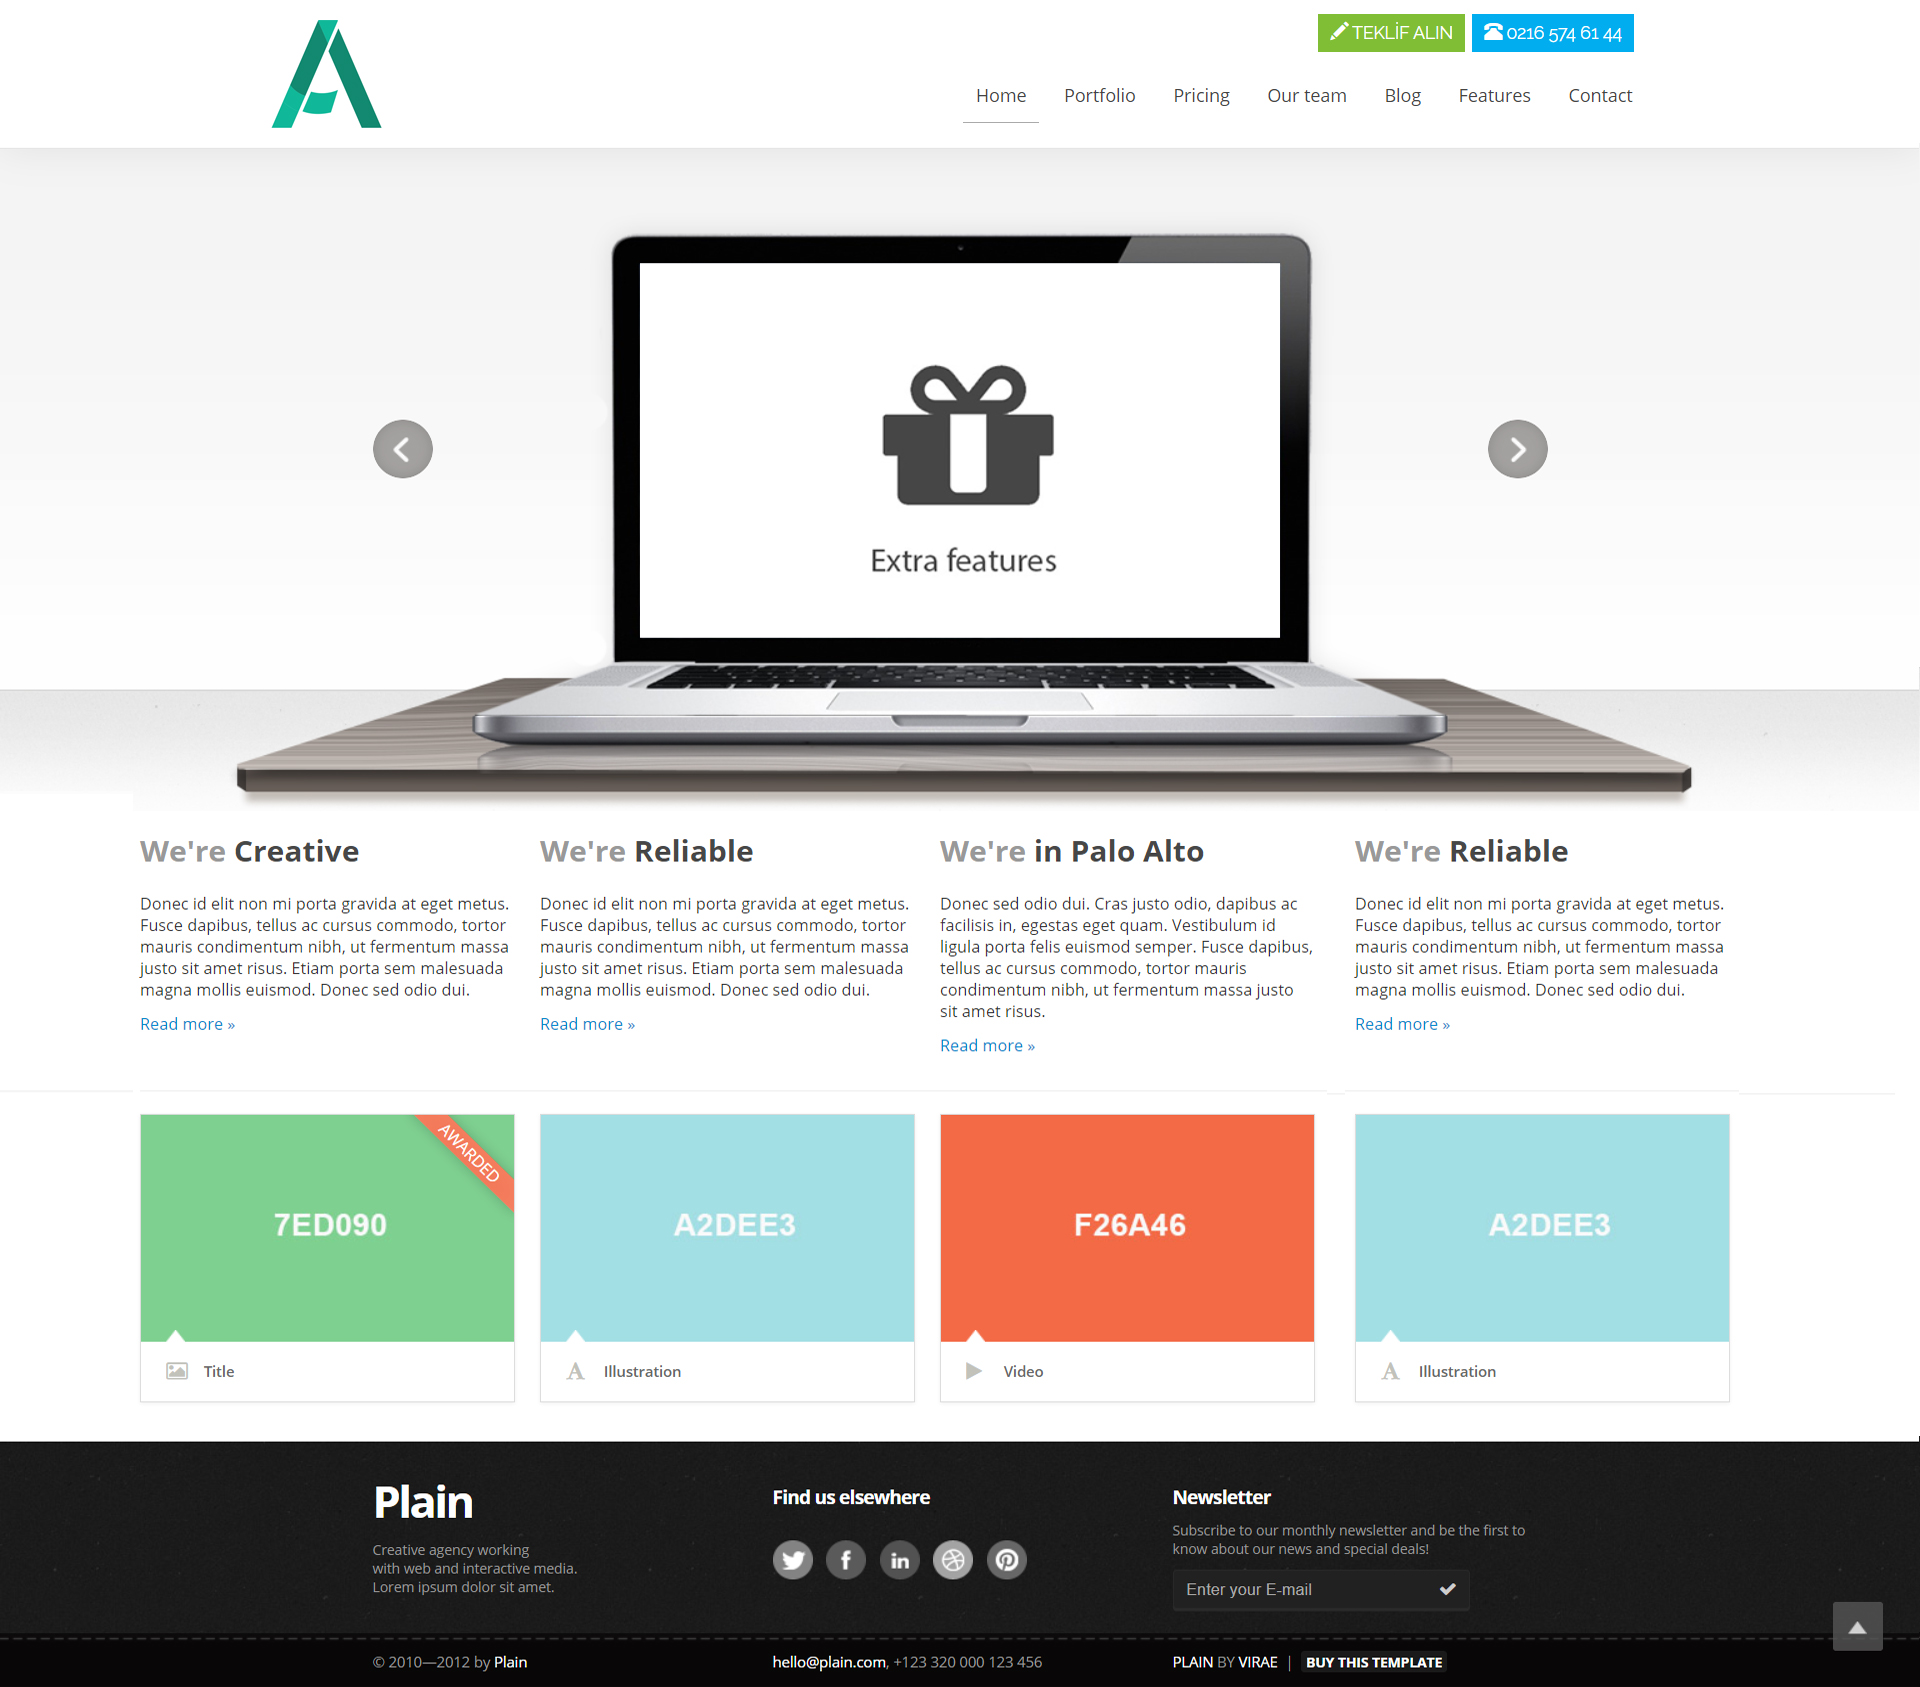 TEKLİF ALIN
0216 574 61 44
Home
Portfolio
Pricing
Our team
Blog
Features
Contact
Extra features
We're Creative
Donec id elit non mi porta gravida at eget metus.
Fusce dapibus, tellus ac cursus commodo, tortor
mauris condimentum nibh, ut fermentum massa
justo sit amet risus. Etiam porta sem malesuada
magna mollis euismod. Donec sed odio dui.
Read more »
We're Reliable
Donec id elit non mi porta gravida at eget metus.
Fusce dapibus, tellus ac cursus commodo, tortor
mauris condimentum nibh, ut fermentum massa
justo sit amet risus. Etiam porta sem malesuada
magna mollis euismod. Donec sed odio dui.
Read more »
We're in Palo Alto
Donec sed odio dui. Cras justo odio, dapibus ac
facilisis in, egestas eget quam. Vestibulum id
ligula porta felis euismod semper. Fusce dapibus,
tellus ac cursus commodo, tortor mauris
condimentum nibh, ut fermentum massa justo
sit amet risus.
Read more »
We're Reliable
Donec id elit non mi porta gravida at eget metus.
Fusce dapibus, tellus ac cursus commodo, tortor
mauris condimentum nibh, ut fermentum massa
justo sit amet risus. Etiam porta sem malesuada
magna mollis euismod. Donec sed odio dui.
Read more »
AWARDED
7ED090
Title
A2DEE3
Illustration
F26A46
Video
A2DEE3
Illustration
Plain
Creative agency working
with web and interactive media.
Lorem ipsum dolor sit amet.
Find us elsewhere
Newsletter
Subscribe to our monthly newsletter and be the first to
know about our news and special deals!
Enter your E-mail
© 2010—2012 by Plain
hello@plain.com, +123 320 000 123 456
PLAIN BY VIRAE | BUY THIS TEMPLATE